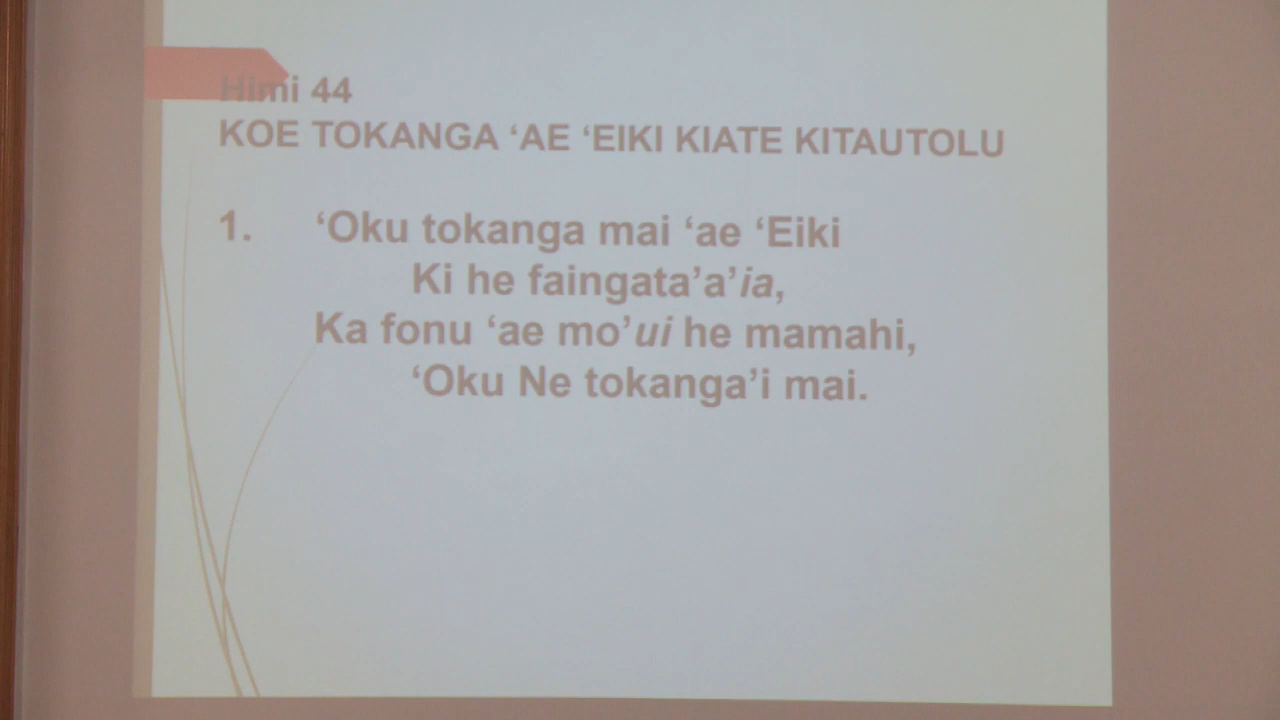 Himi 44
KOE TOKANGA ‘AE ‘EIKI KIATE KITAUTOLU
1. ‘Oku tokanga mai ‘ae ‘Eiki
Ki he faingata’a’ia,
Ka fonu ‘ae mo’ui he mamahi,
‘Oku Ne tokanga’i mai.